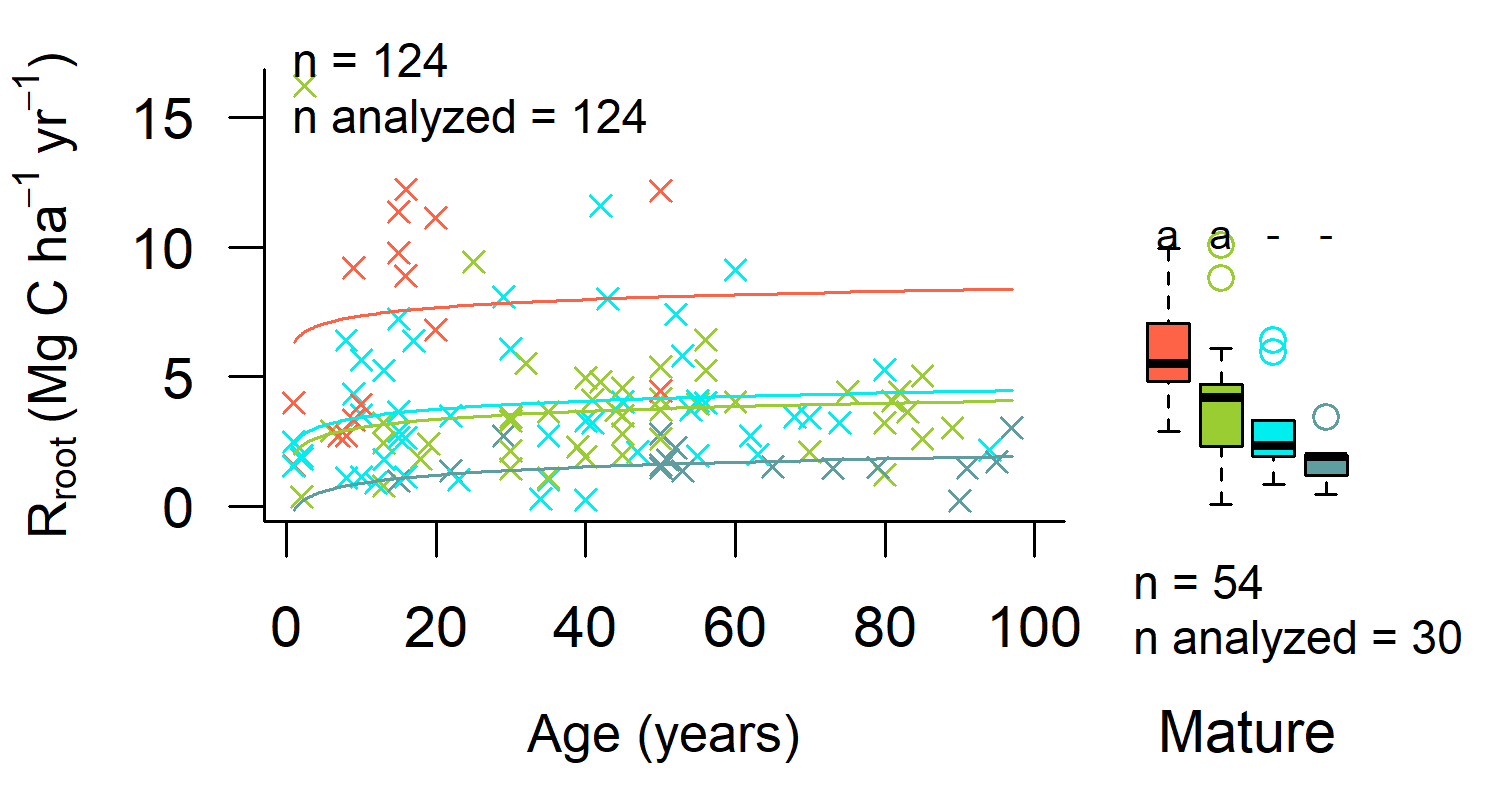 n = 124
n analyzed = 124
R_root (Mg C ha⁻¹ yr⁻¹)
15
10
5
0
0 20 40 60 80 100
Age (years)
a a - -
n = 54
n analyzed = 30
Mature